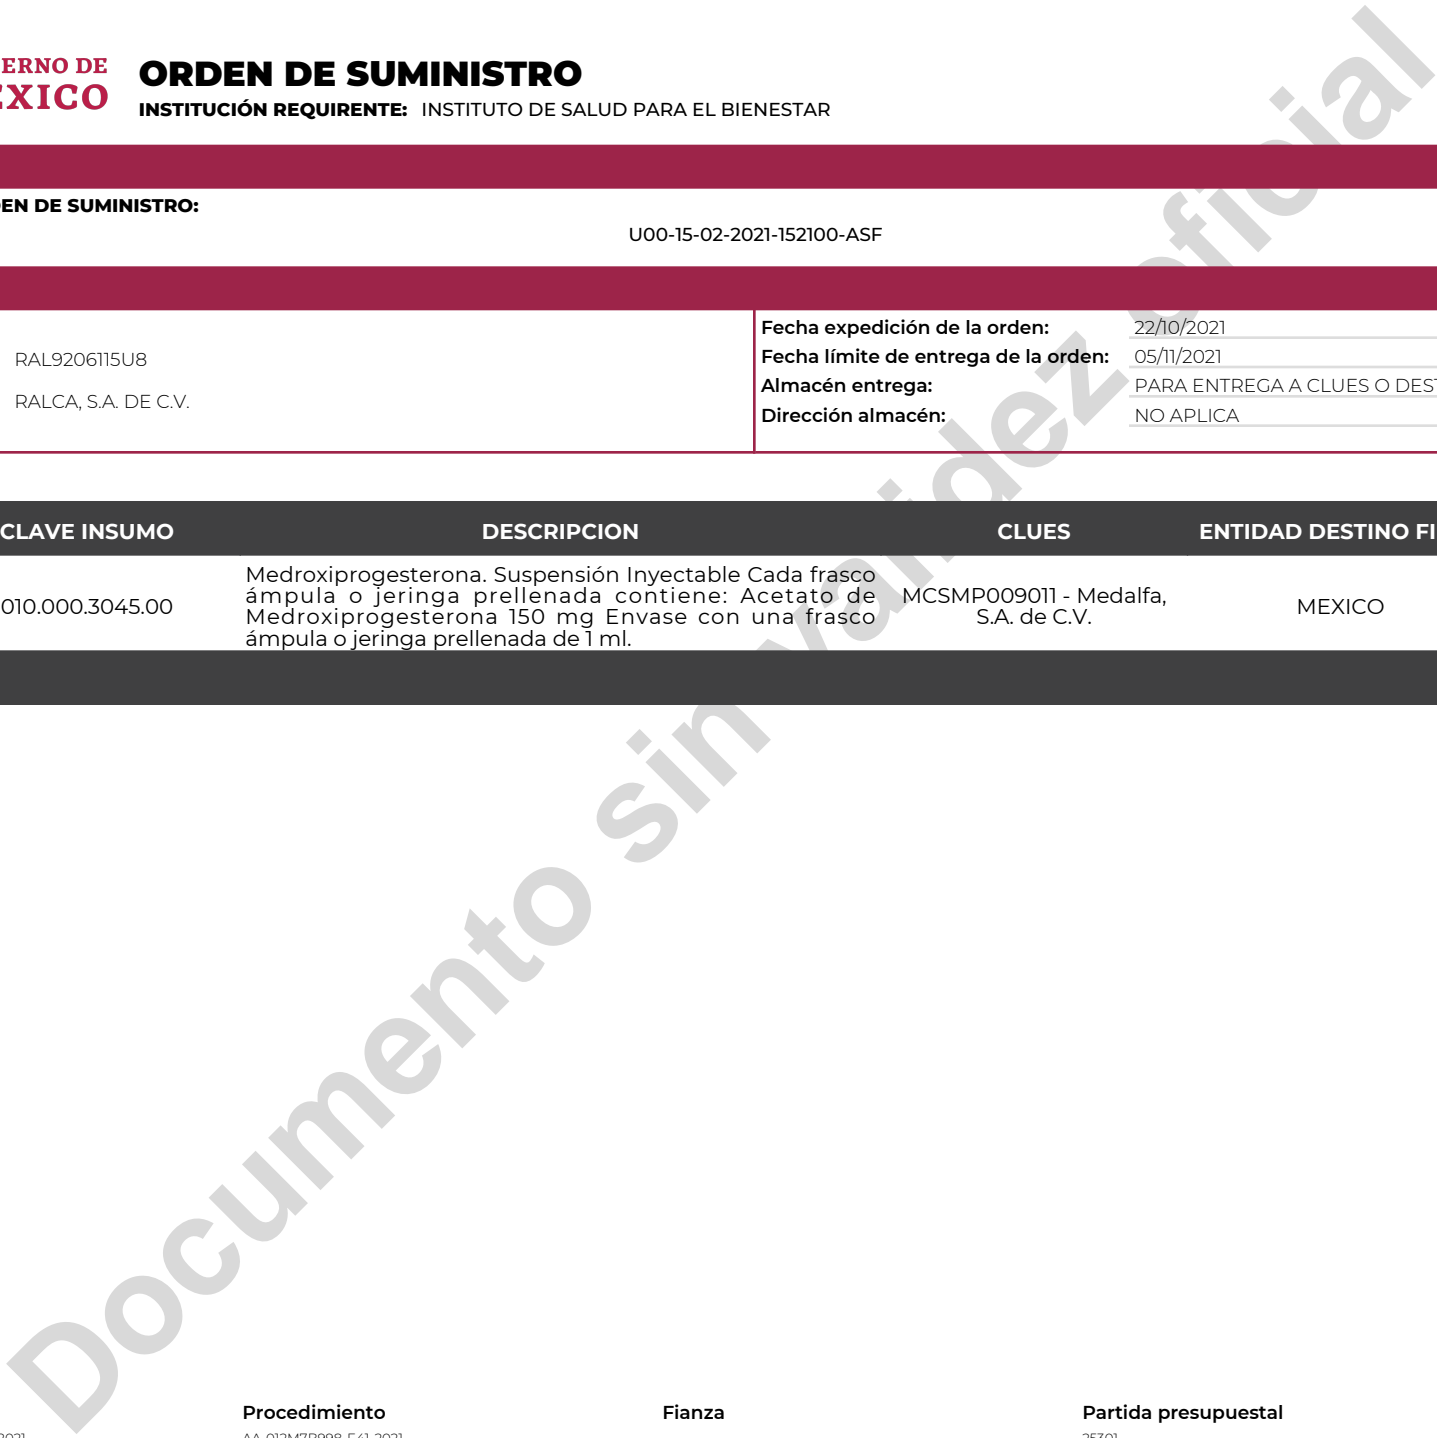 ERNO DE
EXICO
ORDEN DE SUMINISTRO
INSTITUCIÓN REQUIRENTE: INSTITUTO DE SALUD PARA EL BIENESTAR
EN DE SUMINISTRO:
U00-15-02-2021-152100-ASF
RAL9206115U8
RALCA, S.A. DE C.V.
Fecha expedición de la orden: 22/10/2021
Fecha límite de entrega de la orden: 05/11/2021
Almacén entrega: PARA ENTREGA A CLUES O DEST
Dirección almacén: NO APLICA
CLAVE INSUMO DESCRIPCION CLUES ENTIDAD DESTINO FI
010.000.3045.00
Medroxiprogesterona. Suspensión Inyectable Cada frasco
ámpula o jeringa prellenada contiene: Acetato de
Medroxiprogesterona 150 mg Envase con una frasco
ámpula o jeringa prellenada de 1 ml.
MCSMP009011 - Medalfa,
S.A. de C.V.
MEXICO
Documento sin validez oficial
Procedimiento Fianza Partida presupuestal